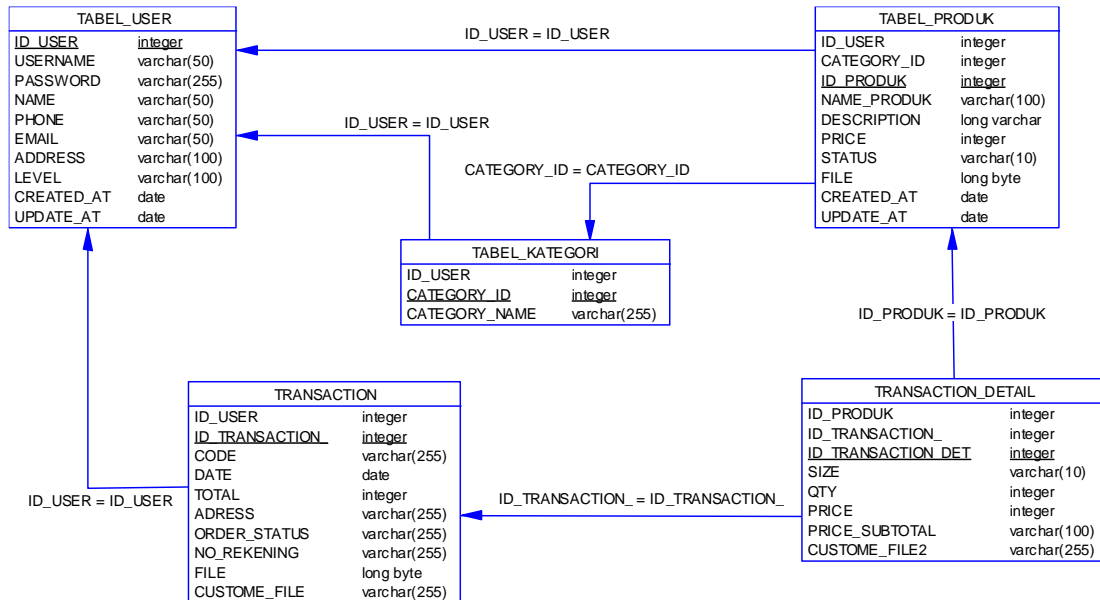 TABEL_USER
ID_USER integer
USERNAME varchar(50)
PASSWORD varchar(255)
NAME varchar(50)
PHONE varchar(50)
EMAIL varchar(50)
ADDRESS varchar(100)
LEVEL varchar(100)
CREATED_AT date
UPDATE_AT date
ID_USER = ID_USER
TABEL_PRODUK
ID_USER integer
CATEGORY_ID integer
ID_PRODUK integer
NAME_PRODUK varchar(100)
DESCRIPTION long varchar
PRICE integer
STATUS varchar(10)
FILE long byte
CREATED_AT date
UPDATE_AT date
ID_USER = ID_USER
CATEGORY_ID = CATEGORY_ID
TABEL_KATEGORI
ID_USER integer
CATEGORY_ID integer
CATEGORY_NAME varchar(255)
ID_PRODUK = ID_PRODUK
TRANSACTION
ID_USER integer
ID_TRANSACTION_ integer
CODE varchar(255)
DATE date
TOTAL integer
ADRESS varchar(255)
ORDER_STATUS varchar(255)
NO_REKENING varchar(255)
FILE long byte
CUSTOME_FILE varchar(255)
ID_USER = ID_USER
ID_TRANSACTION_ = ID_TRANSACTION_
TRANSACTION_DETAIL
ID_PRODUK integer
ID_TRANSACTION_ integer
ID_TRANSACTION_DET integer
SIZE varchar(10)
QTY integer
PRICE integer
PRICE_SUBTOTAL varchar(100)
CUSTOME_FILE2 varchar(255)